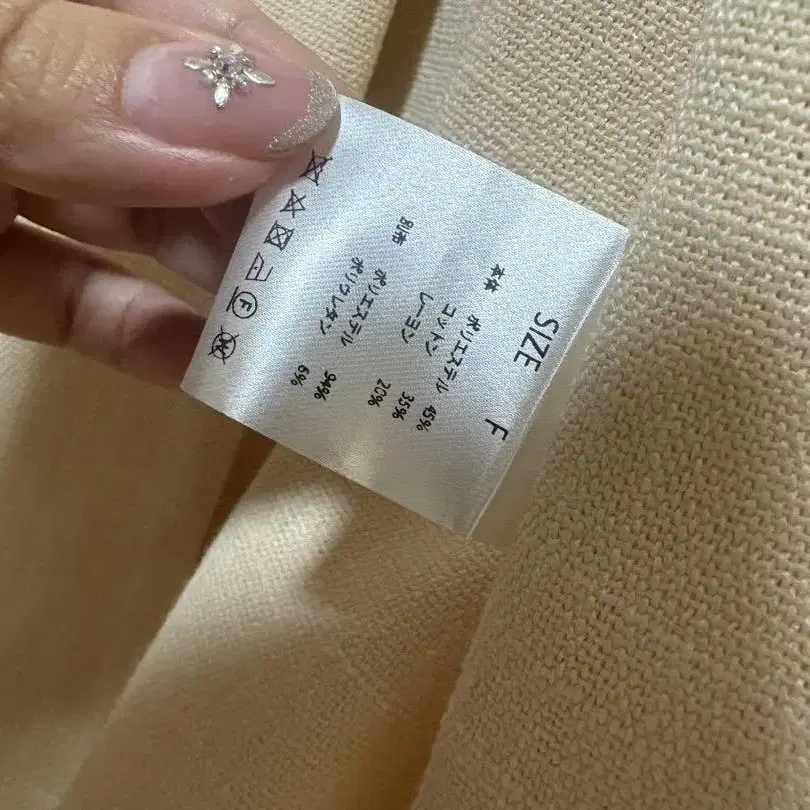 SIZE F
本体 ポリエステル 45%
コットン 35%
レーヨン 20%
別布 ポリエステル 94%
ポリウレタン 6%
F
W